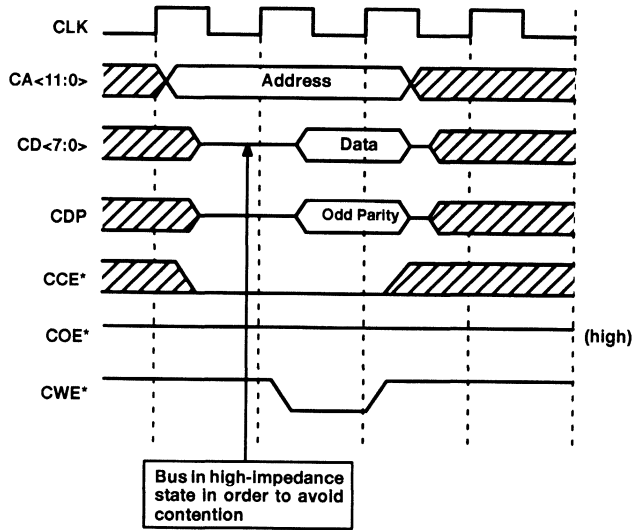 CLK
CA<11:0>
Address
CD<7:0>
Data
CDP
Odd Parity
CCE*
COE*
(high)
CWE*
Bus in high-impedance
state in order to avoid
contention